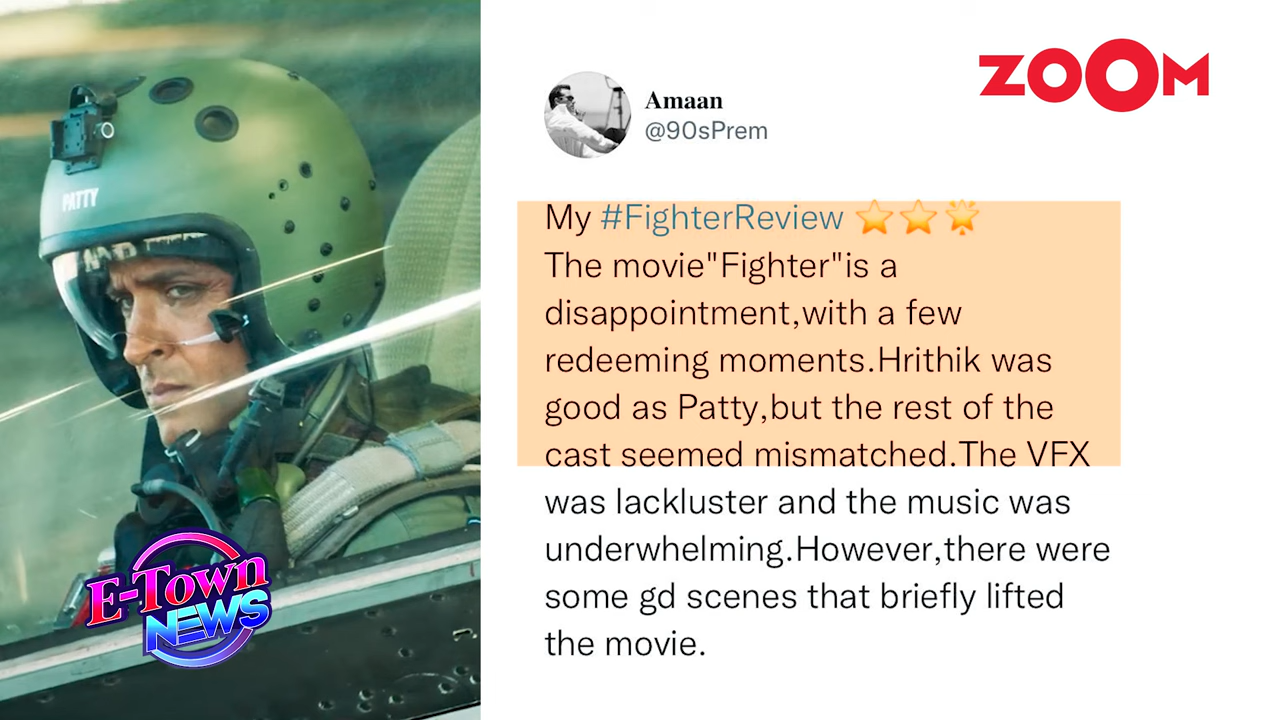 ZOOM
Amaan
@90sPrem
My #FighterReview ⭐⭐🌟
The movie"Fighter"is a
disappointment,with a few
redeeming moments.Hrithik was
good as Patty,but the rest of the
cast seemed mismatched.The VFX
was lackluster and the music was
underwhelming.However,there were
some gd scenes that briefly lifted
the movie.
PATTY
E-TOWN
NEWS